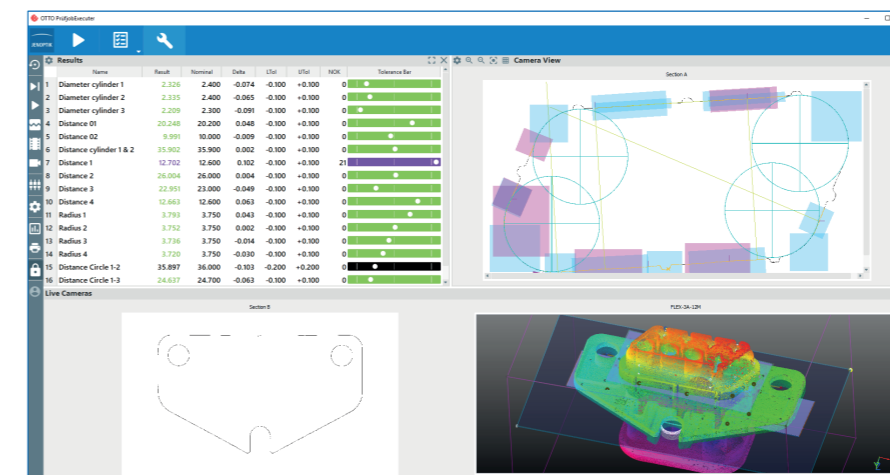 OTTO PrüfjobExecuter
JENOPTIK
Results
Camera View
Name Result Nominal Delta LTol UTol NOK Tolerance Bar
Section A
1 Diameter cylinder 1 2.326 2.400 -0.074 -0.100 +0.100 0
2 Diameter cylinder 2 2.335 2.400 -0.065 -0.100 +0.100 0
3 Diameter cylinder 3 2.209 2.300 -0.091 -0.100 +0.100 0
4 Distance 01 20.248 20.200 0.048 -0.100 +0.100 0
5 Distance 02 9.991 10.000 -0.009 -0.100 +0.100 0
6 Distance cylinder 1 & 2 35.902 35.900 0.002 -0.100 +0.100 0
7 Distance 1 12.702 12.600 0.102 -0.100 +0.100 21
8 Distance 2 26.004 26.000 0.004 -0.100 +0.100 0
9 Distance 3 22.951 23.000 -0.049 -0.100 +0.100 0
10 Distance 4 12.663 12.600 0.063 -0.100 +0.100 0
11 Radius 1 3.793 3.750 0.043 -0.100 +0.100 0
12 Radius 2 3.752 3.750 0.002 -0.100 +0.100 0
13 Radius 3 3.736 3.750 -0.014 -0.100 +0.100 0
14 Radius 4 3.720 3.750 -0.030 -0.100 +0.100 0
15 Distance Circle 1-2 35.897 36.000 -0.103 -0.200 +0.200 0
16 Distance Circle 1-3 24.637 24.700 -0.063 -0.100 +0.100 0
Live Cameras
Section B
FLEX-3A-12M